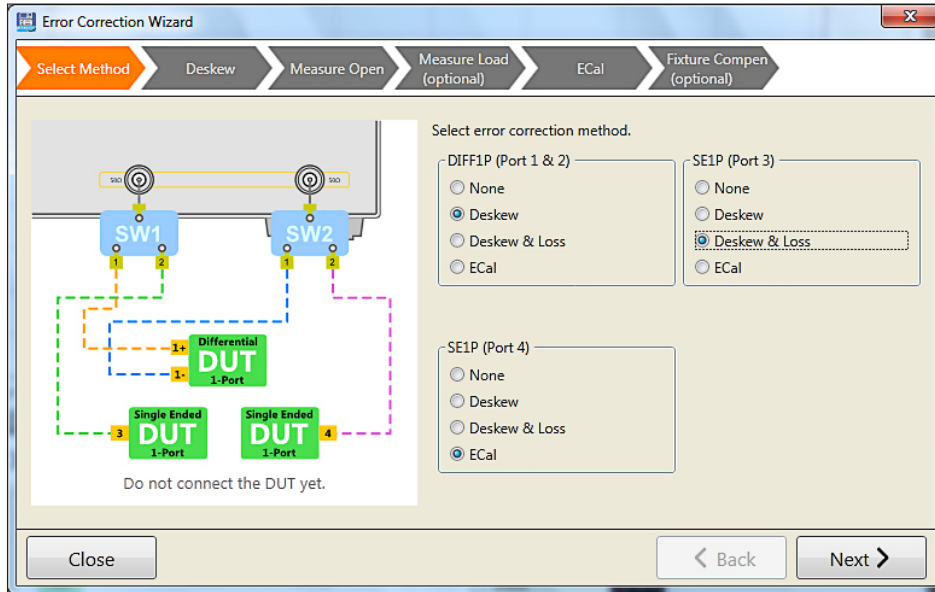 Error Correction Wizard
Select Method
Deskew
Measure Open
Measure Load
(optional)
ECal
Fixture Compen
(optional)
50Ω
50Ω
SW1
SW2
1
2
1
2
1+
1-
Differential
DUT
1-Port
3
Single Ended
DUT
1-Port
Single Ended
DUT
1-Port
4
Do not connect the DUT yet.
Select error correction method.
DIFF1P (Port 1 & 2)
None
Deskew
Deskew & Loss
ECal
SE1P (Port 3)
None
Deskew
Deskew & Loss
ECal
SE1P (Port 4)
None
Deskew
Deskew & Loss
ECal
Close
Back
Next